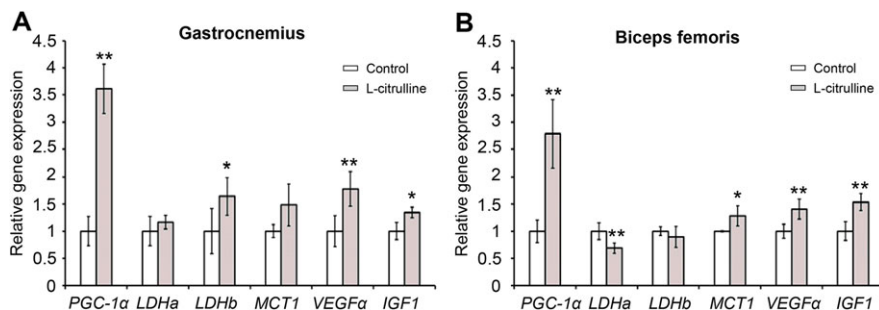 A
Gastrocnemius
Relative gene expression
4.5
4
3.5
3
2.5
2
1.5
1
0.5
0
Control
L-citrulline
**
*
**
*
PGC-1α LDHa LDHb MCT1 VEGFα IGF1
B
Biceps femoris
Relative gene expression
4.5
4
3.5
3
2.5
2
1.5
1
0.5
0
Control
L-citrulline
**
**
*
**
**
PGC-1α LDHa LDHb MCT1 VEGFα IGF1